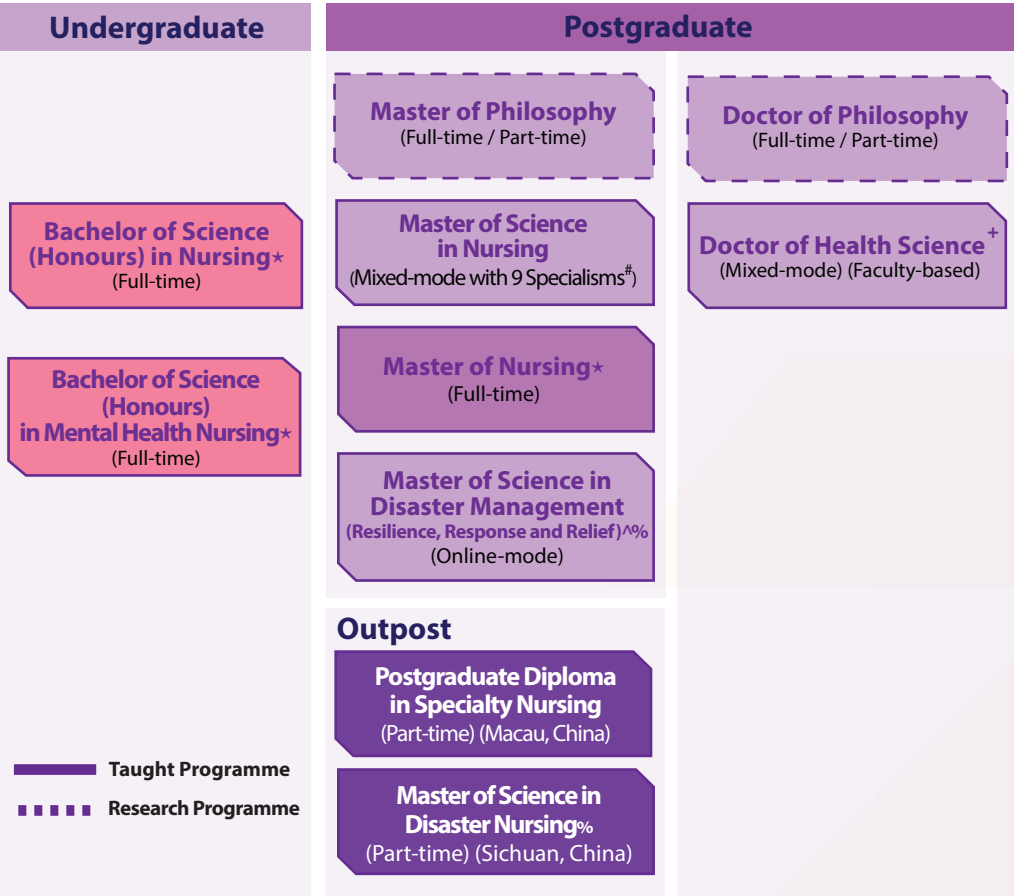 Undergraduate
Bachelor of Science
(Honours) in Nursing★
(Full-time)
Bachelor of Science
(Honours)
in Mental Health Nursing★
(Full-time)
Taught Programme
Research Programme
Postgraduate
Master of Philosophy
(Full-time / Part-time)
Master of Science
in Nursing
(Mixed-mode with 9 Specialisms#)
Master of Nursing★
(Full-time)
Master of Science in
Disaster Management
(Resilience, Response and Relief)^%
(Online-mode)
Doctor of Philosophy
(Full-time / Part-time)
Doctor of Health Science+
(Mixed-mode) (Faculty-based)
Outpost
Postgraduate Diploma
in Specialty Nursing
(Part-time) (Macau, China)
Master of Science in
Disaster Nursing%
(Part-time) (Sichuan, China)